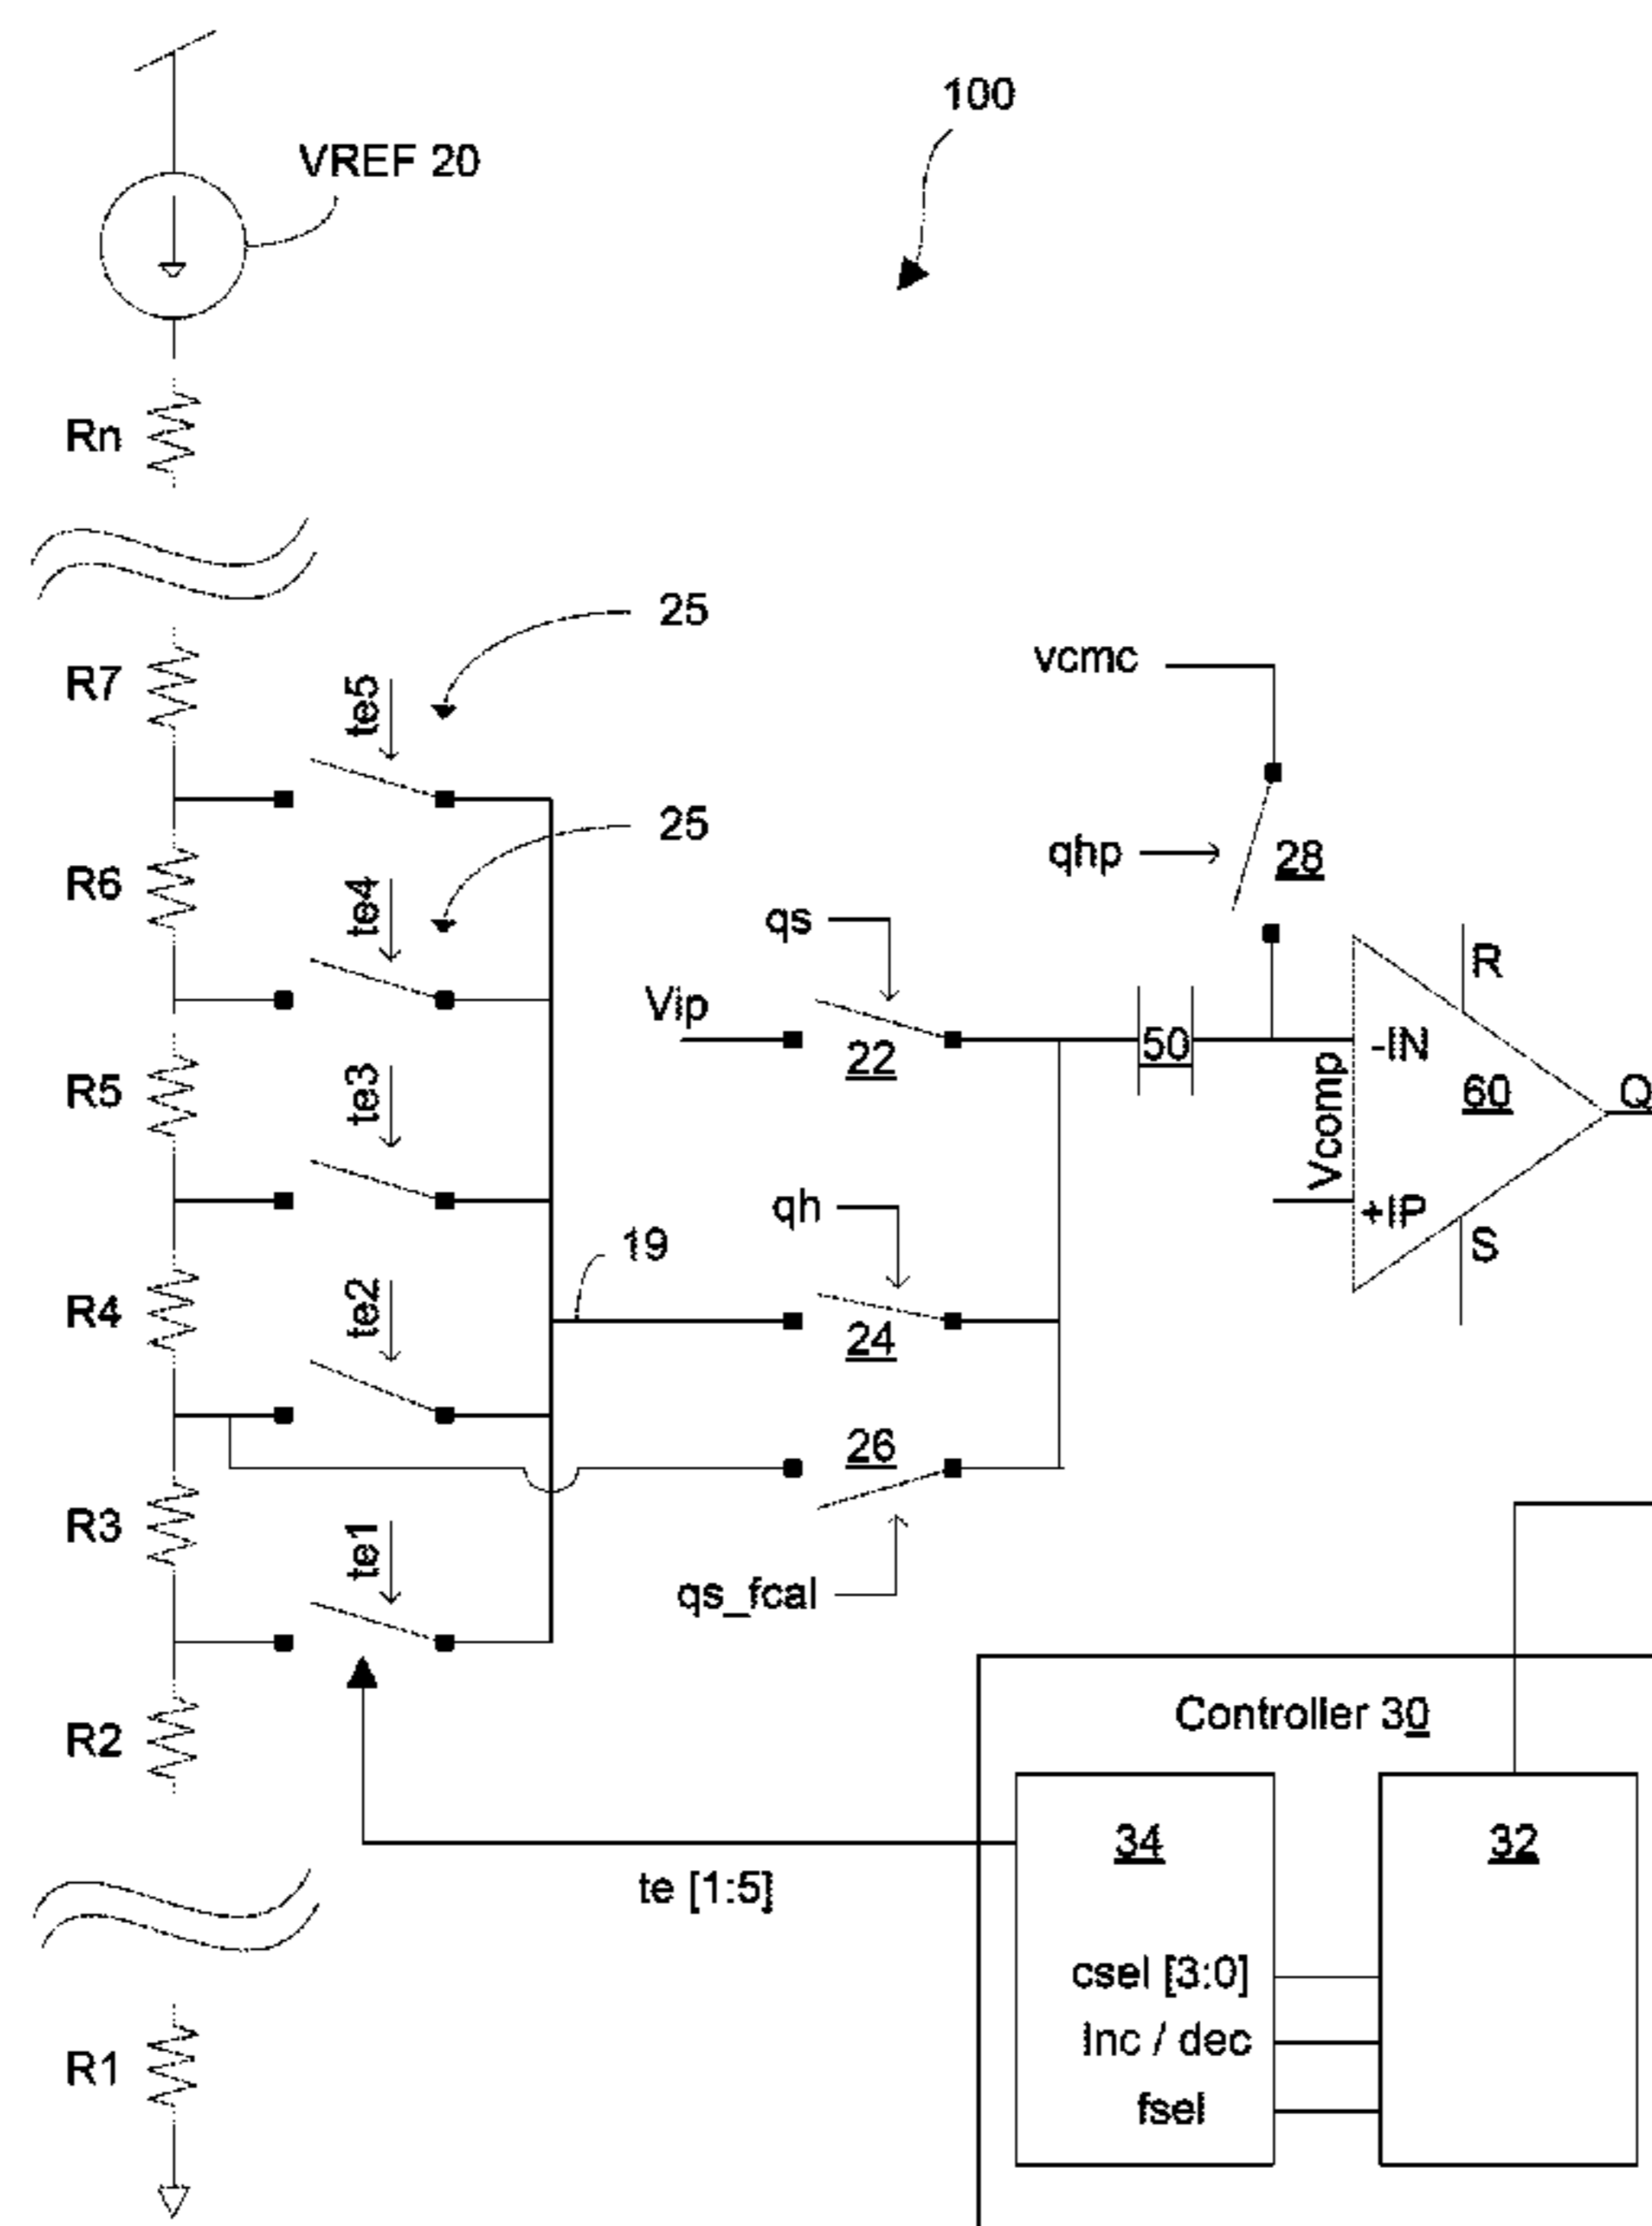 100
VREF 20
Rn
25
R7
te5
vcmc
25
R6
te4
qhp
28
qs
R
Vip
22
50
-IN
R5
te3
Vcomp
60
Q
qh
+IP
19
S
R4
te2
24
26
R3
te1
qs_fcal
R2
Controller 30
34
32
te [1:5]
csel [3:0]
Inc / dec
R1
fsel